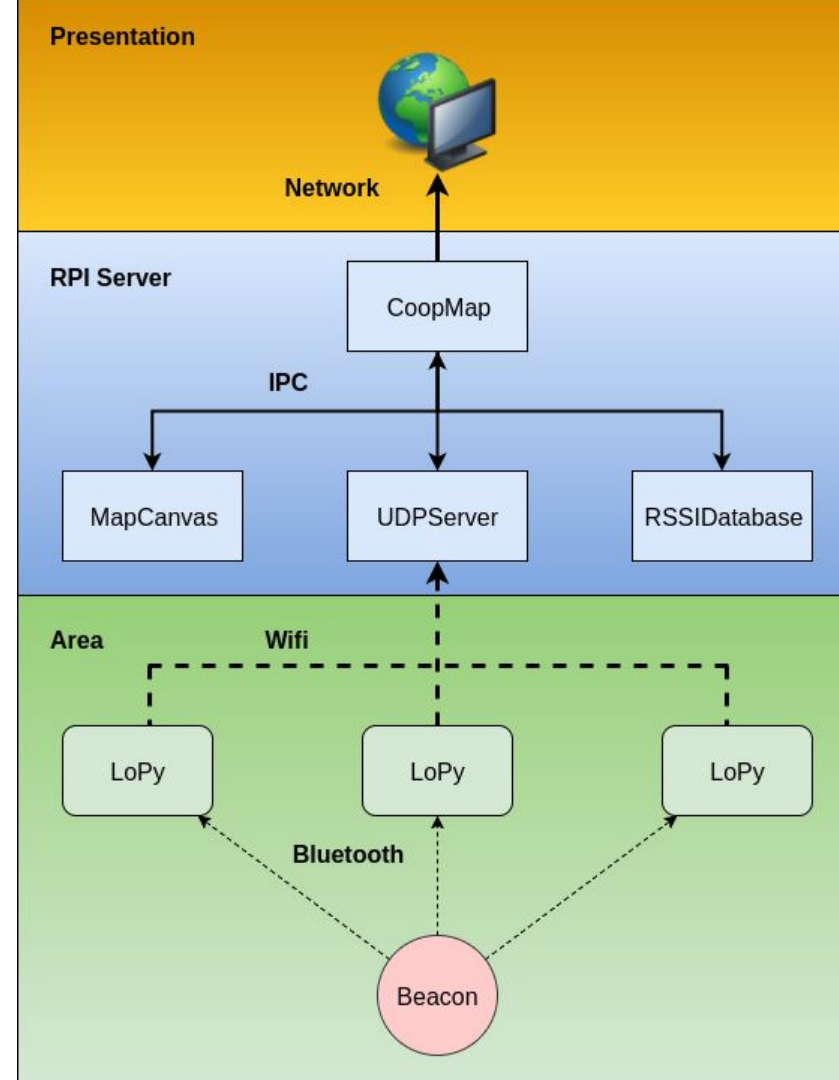 Presentation
Network
RPI Server
CoopMap
IPC
MapCanvas
UDPServer
RSSIDatabase
Area
Wifi
LoPy
LoPy
LoPy
Bluetooth
Beacon